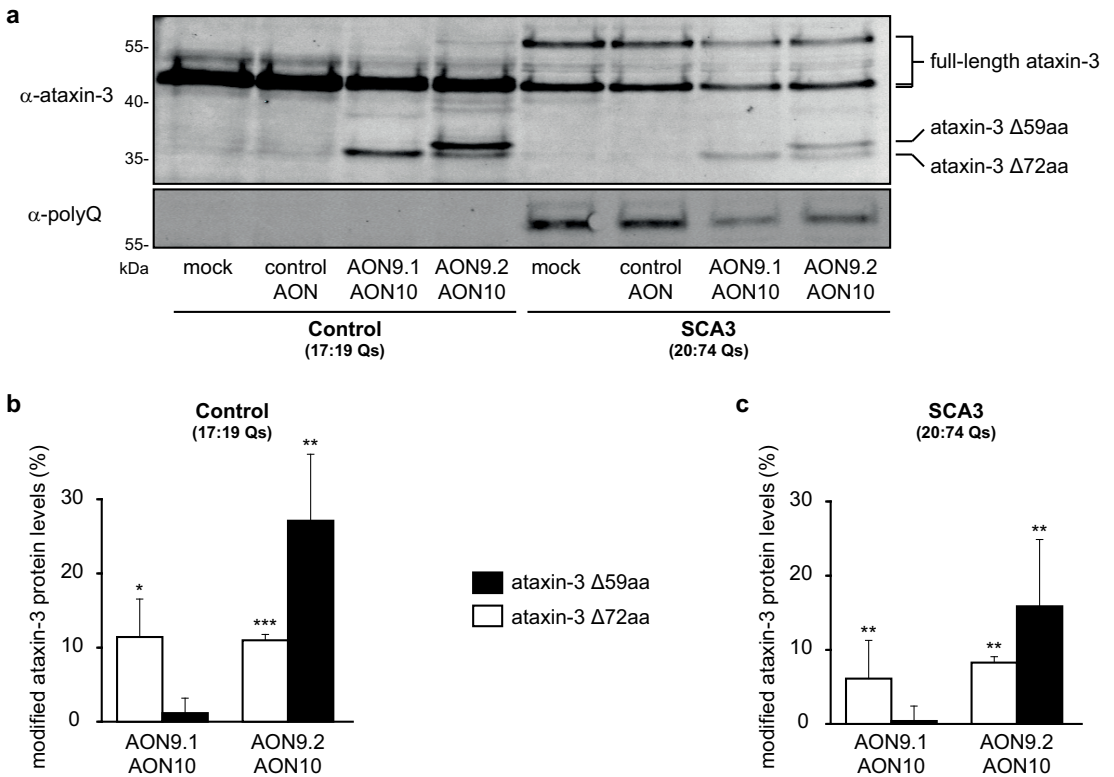 a
55-
40-
35-
α-ataxin-3
full-length ataxin-3
ataxin-3 Δ59aa
ataxin-3 Δ72aa
α-polyQ
55-
kDa
mock
control
AON
AON9.1
AON10
AON9.2
AON10
mock
control
AON
AON9.1
AON10
AON9.2
AON10
Control
(17:19 Qs)
SCA3
(20:74 Qs)
b
Control
(17:19 Qs)
modified ataxin-3 protein levels (%)
30
20
10
0
*
***
**
AON9.1
AON10
AON9.2
AON10
ataxin-3 Δ59aa
ataxin-3 Δ72aa
c
SCA3
(20:74 Qs)
modified ataxin-3 protein levels (%)
30
20
10
0
**
**
**
AON9.1
AON10
AON9.2
AON10